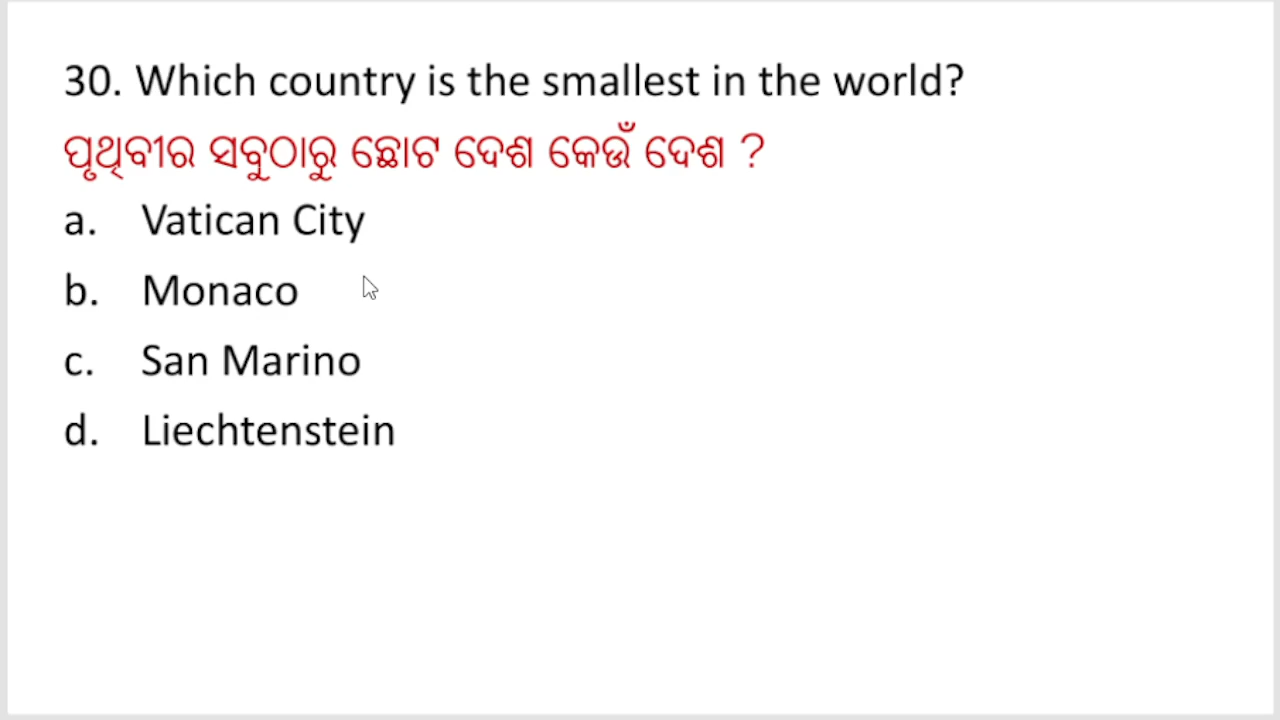 30. Which country is the smallest in the world?
ପୃଥିବୀର ସବୁଠାରୁ ଛୋଟ ଦେଶ କେଉଁ ଦେଶ ?
a. Vatican City
b. Monaco
c. San Marino
d. Liechtenstein